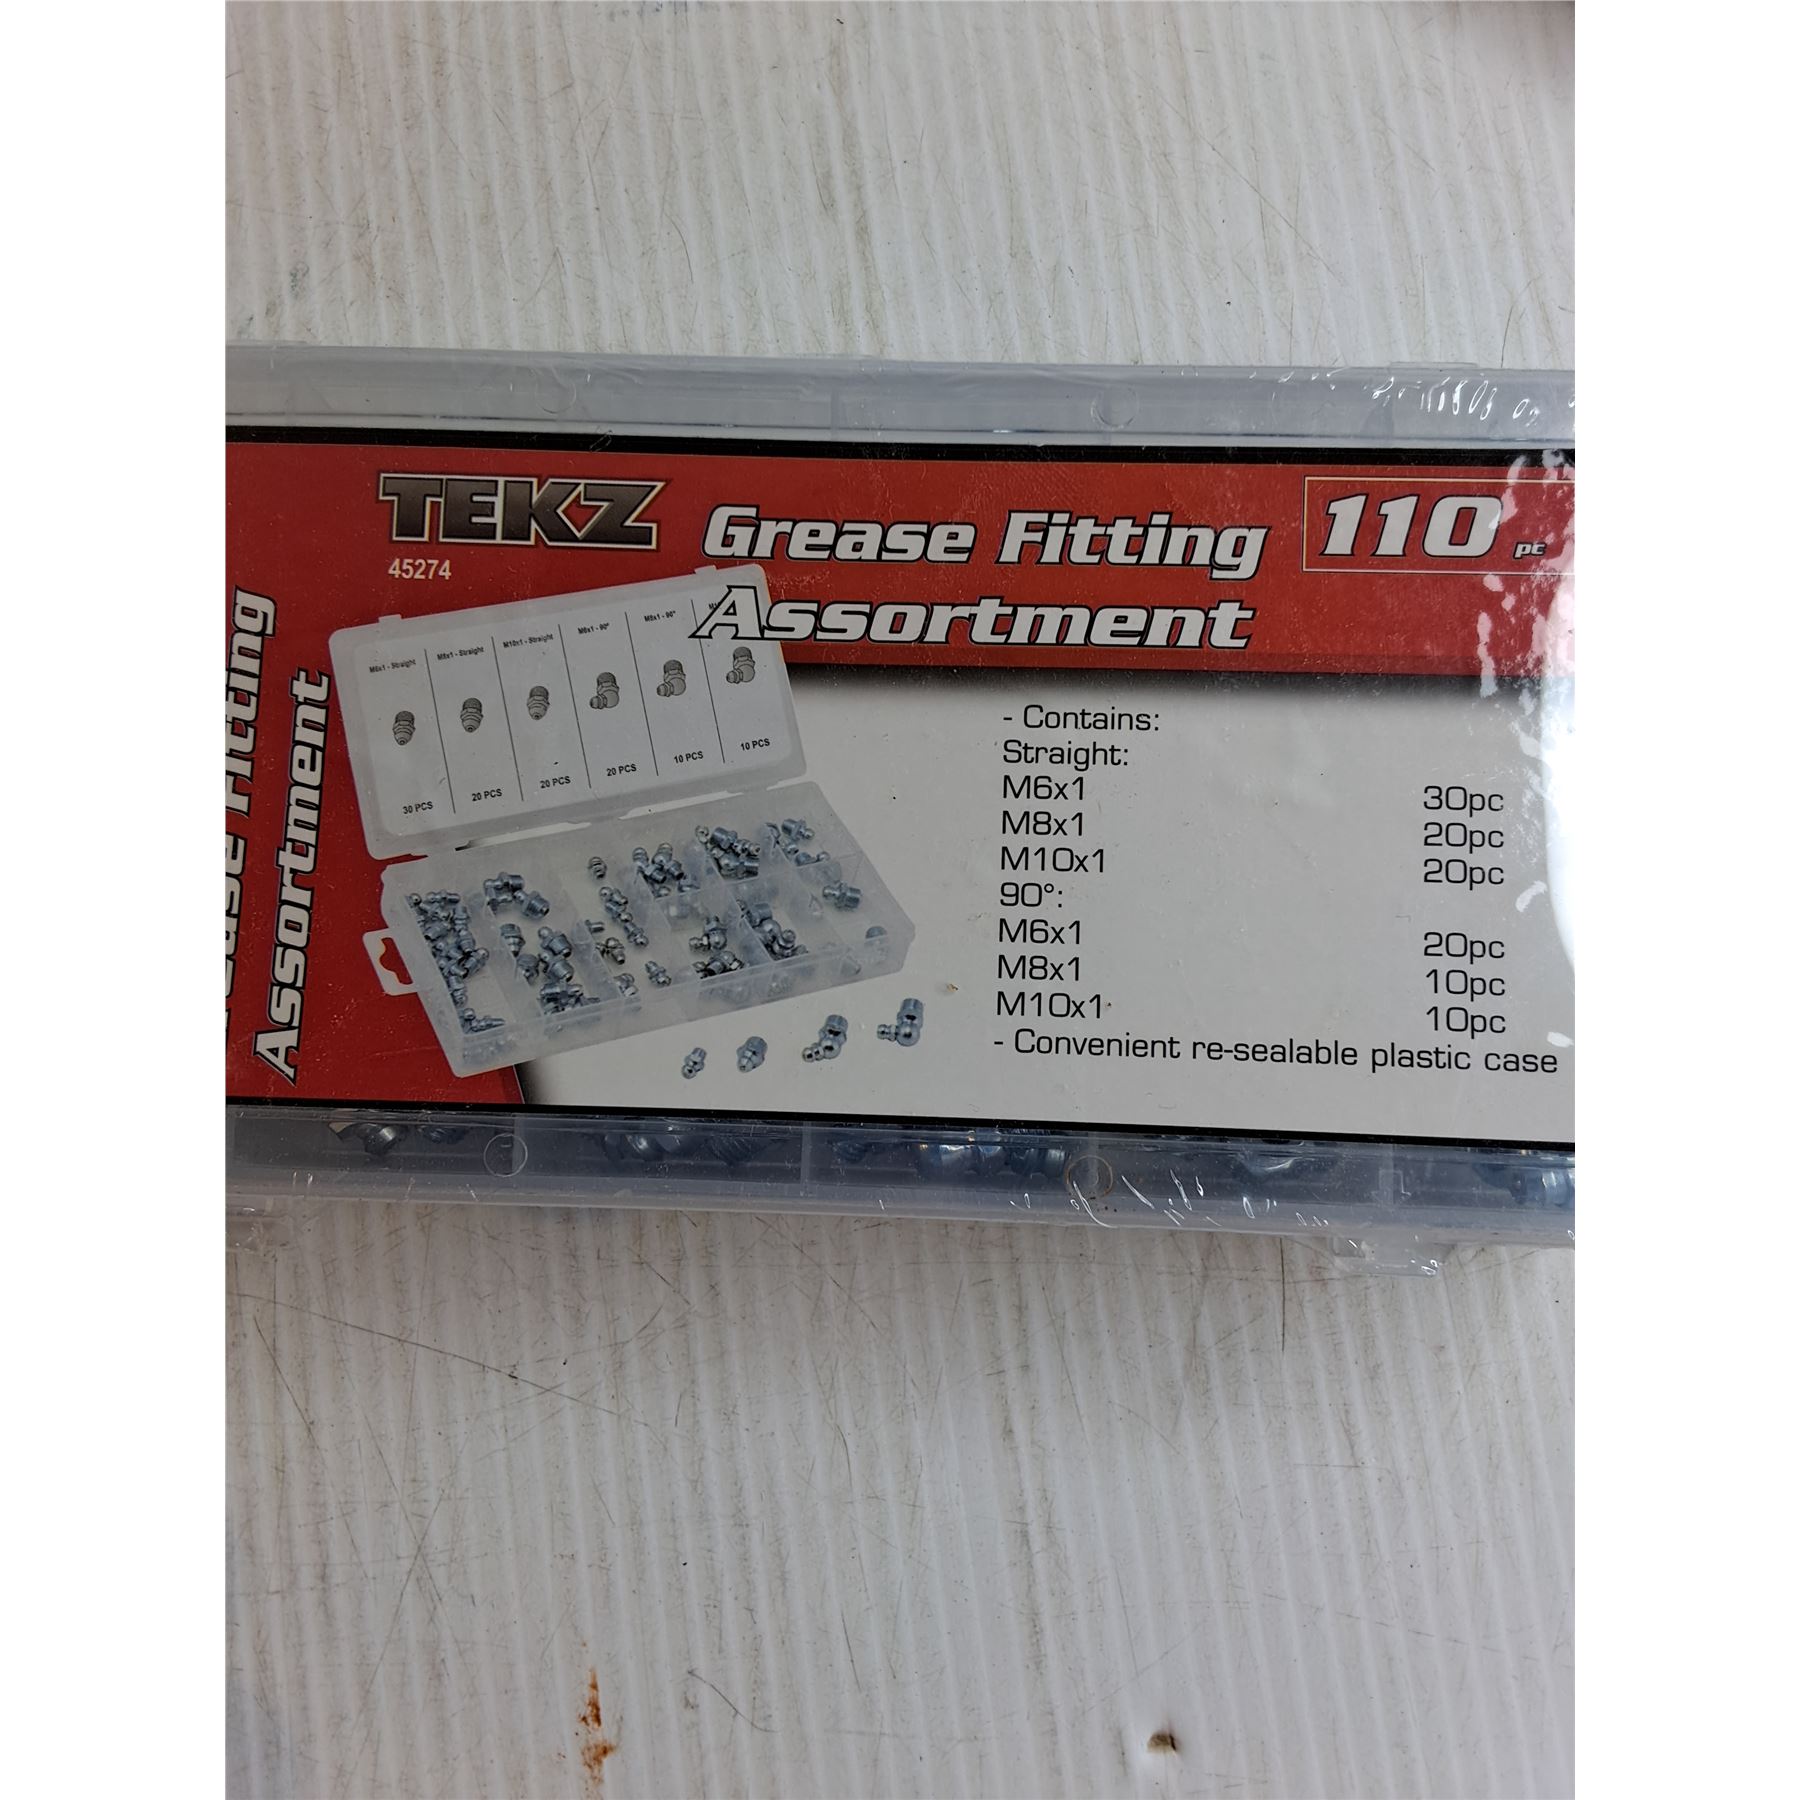 TEKZ
45274
Grease Fitting
Assortment
110 pc
Fitting
Assortment
M6x1 - Straight
M8x1 - Straight
M10x1 - Straight
M6x1 - 90°
M8x1 - 90°
30 PCS
20 PCS
20 PCS
20 PCS
10 PCS
10 PCS
- Contains:
Straight:
M6x1 30pc
M8x1 20pc
M10x1 20pc
90°:
M6x1 20pc
M8x1 10pc
M10x1 10pc
- Convenient re-sealable plastic case